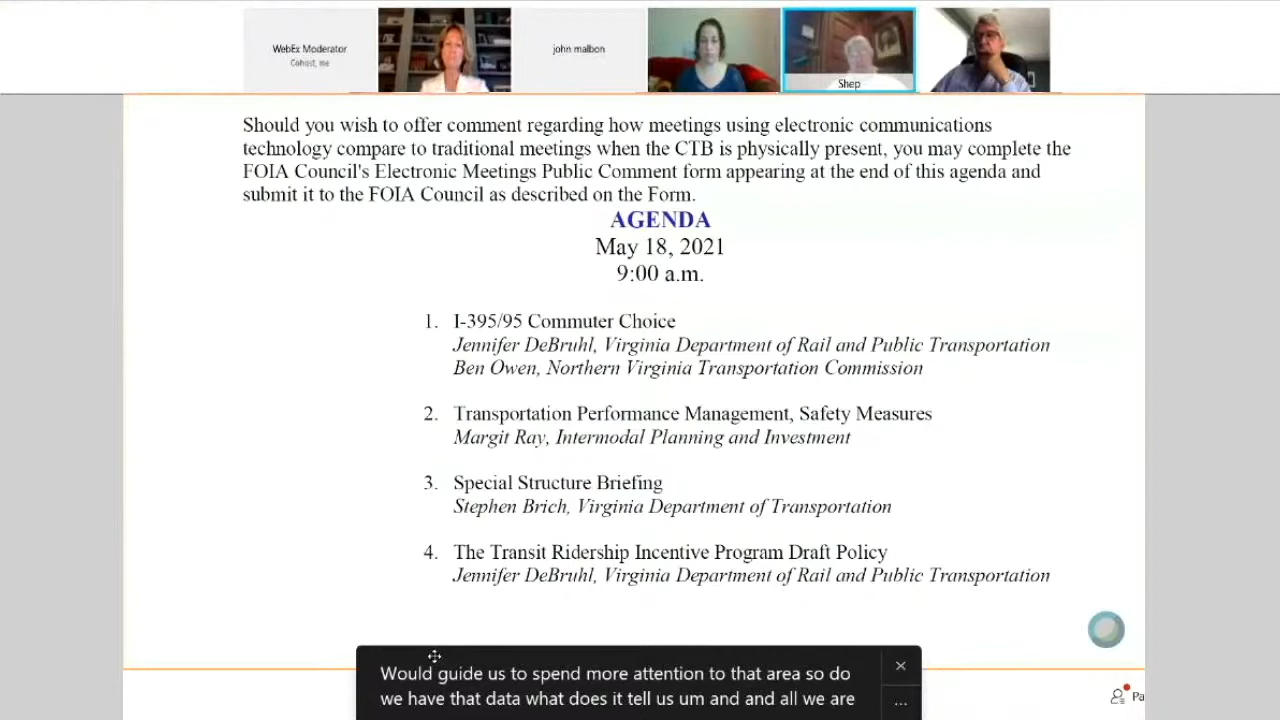 WebEx Moderator
Cohost, me
john malbon
Shep
Should you wish to offer comment regarding how meetings using electronic communications
technology compare to traditional meetings when the CTB is physically present, you may complete the
FOIA Council's Electronic Meetings Public Comment form appearing at the end of this agenda and
submit it to the FOIA Council as described on the Form.
AGENDA
May 18, 2021
9:00 a.m.
1. I-395/95 Commuter Choice
Jennifer DeBruhl, Virginia Department of Rail and Public Transportation
Ben Owen, Northern Virginia Transportation Commission
2. Transportation Performance Management, Safety Measures
Margit Ray, Intermodal Planning and Investment
3. Special Structure Briefing
Stephen Brich, Virginia Department of Transportation
4. The Transit Ridership Incentive Program Draft Policy
Jennifer DeBruhl, Virginia Department of Rail and Public Transportation
Would guide us to spend more attention to that area so do
we have that data what does it tell us um and and all we are
Pa